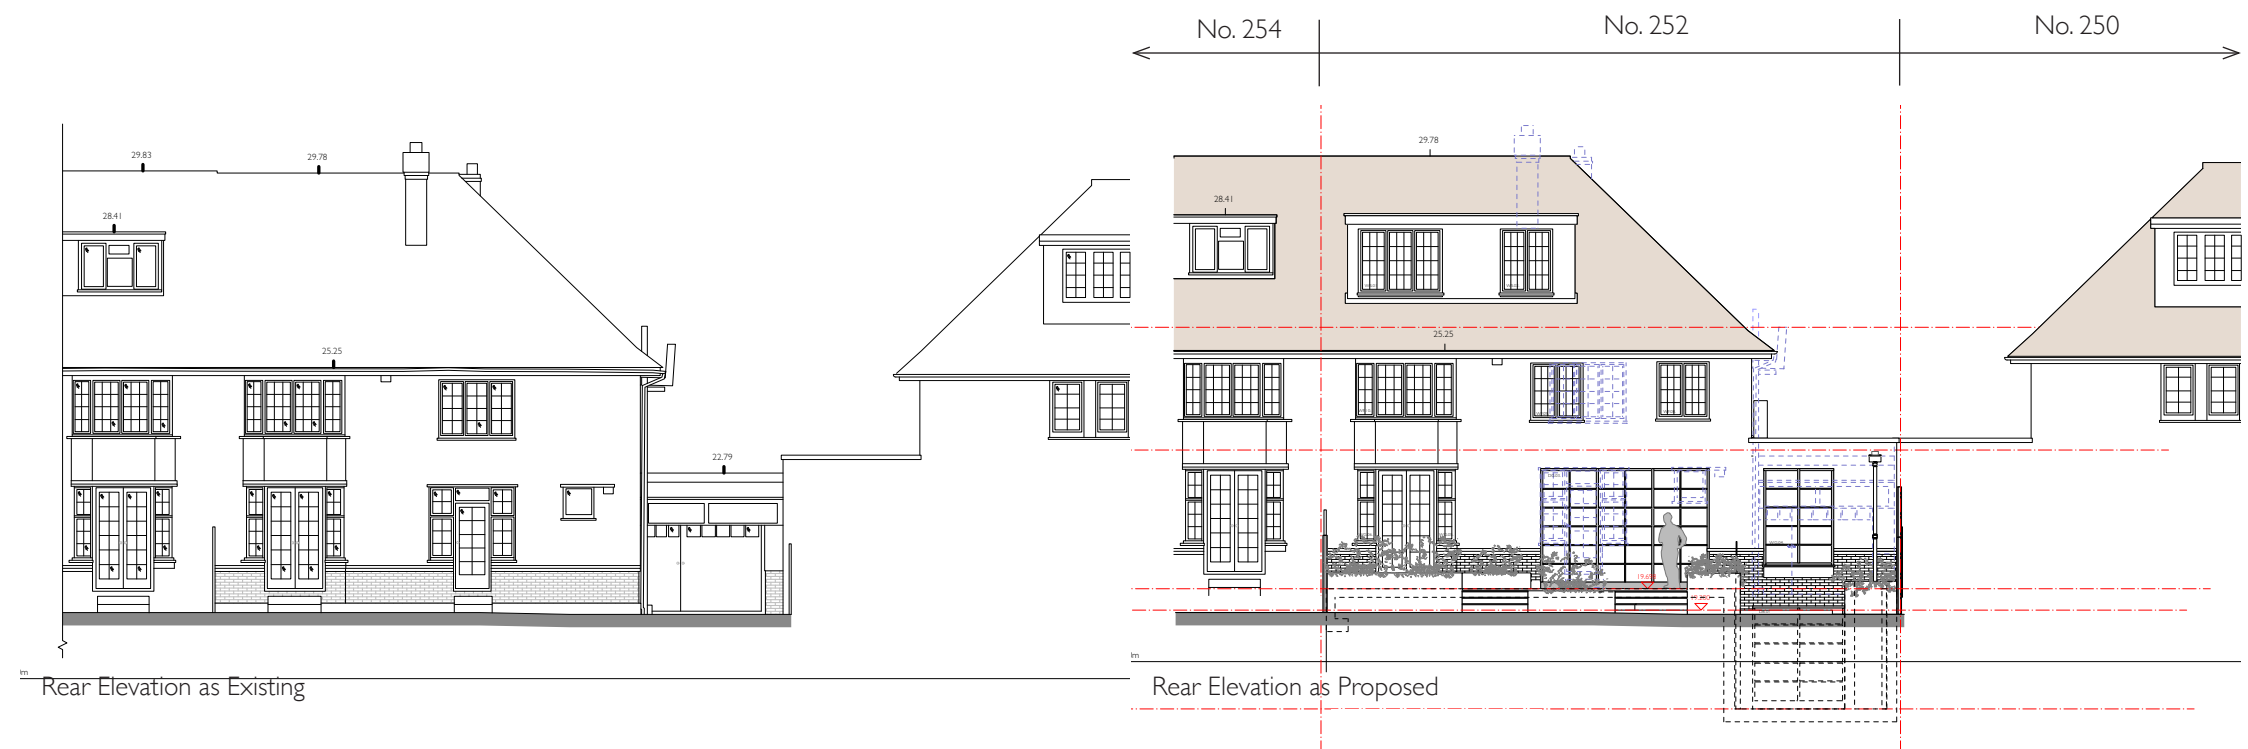 No. 254
No. 252
No. 250
29.83
29.78
28.41
25.25
22.79
29.78
28.41
25.25
Rear Elevation as Existing
Rear Elevation as Proposed